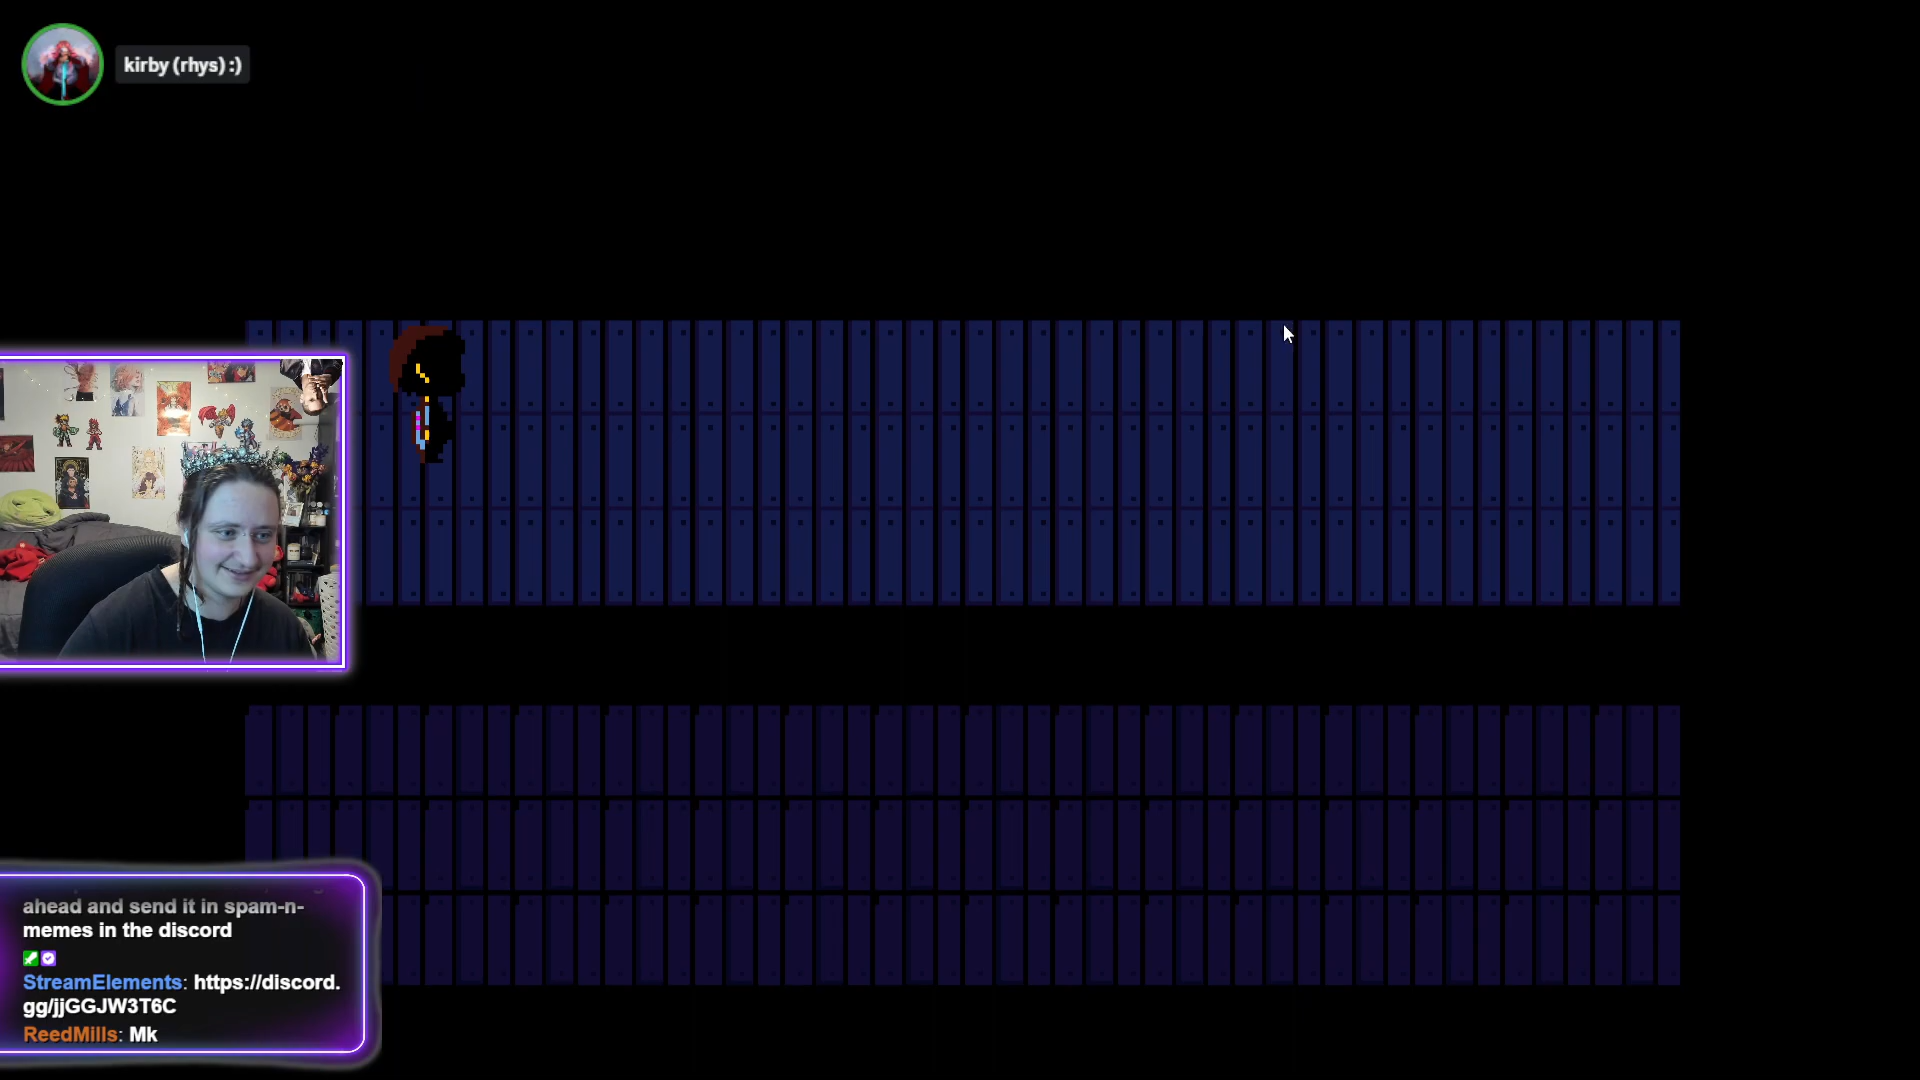 kirby (rhys) :)
ahead and send it in spam-n-
memes in the discord
StreamElements: https://discord.
gg/jjGGJW3T6C
ReedMills: Mk